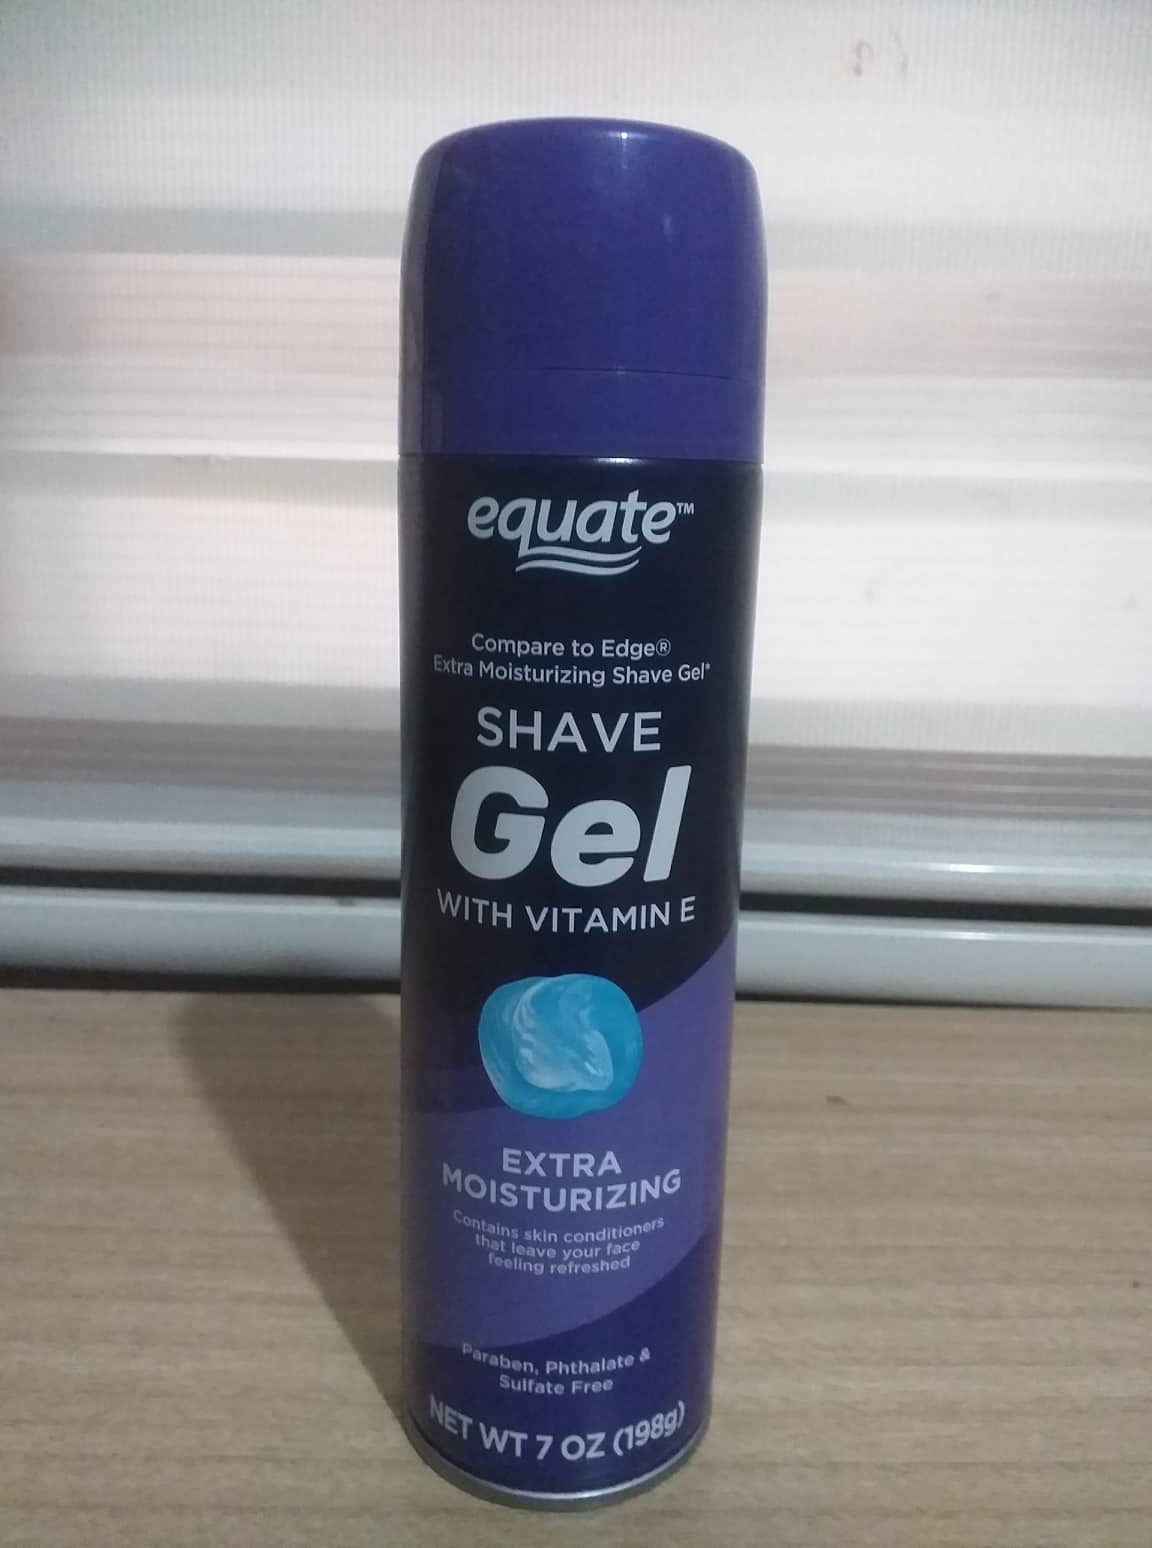 equate™
Compare to Edge®
Extra Moisturizing Shave Gel*
SHAVE
Gel
WITH VITAMIN E
EXTRA
MOISTURIZING
Contains skin conditioners
that leave your face
feeling refreshed
Paraben, Phthalate &
Sulfate Free
NET WT 7 OZ (198g)